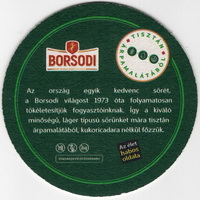 TISZTÁN
ÁRPAMALÁTÁBÓL
BORSODI
Az ország egyik kedvenc sörét,
a Borsodi világost 1973 óta folyamatosan
tökéletesítjük fogyasztóinknak. Így a kiváló
minőségű, láger típusú sörünket mára tisztán
árpamalátából, kukoricadara nélkül főzzük.
Az élet
habos
oldala